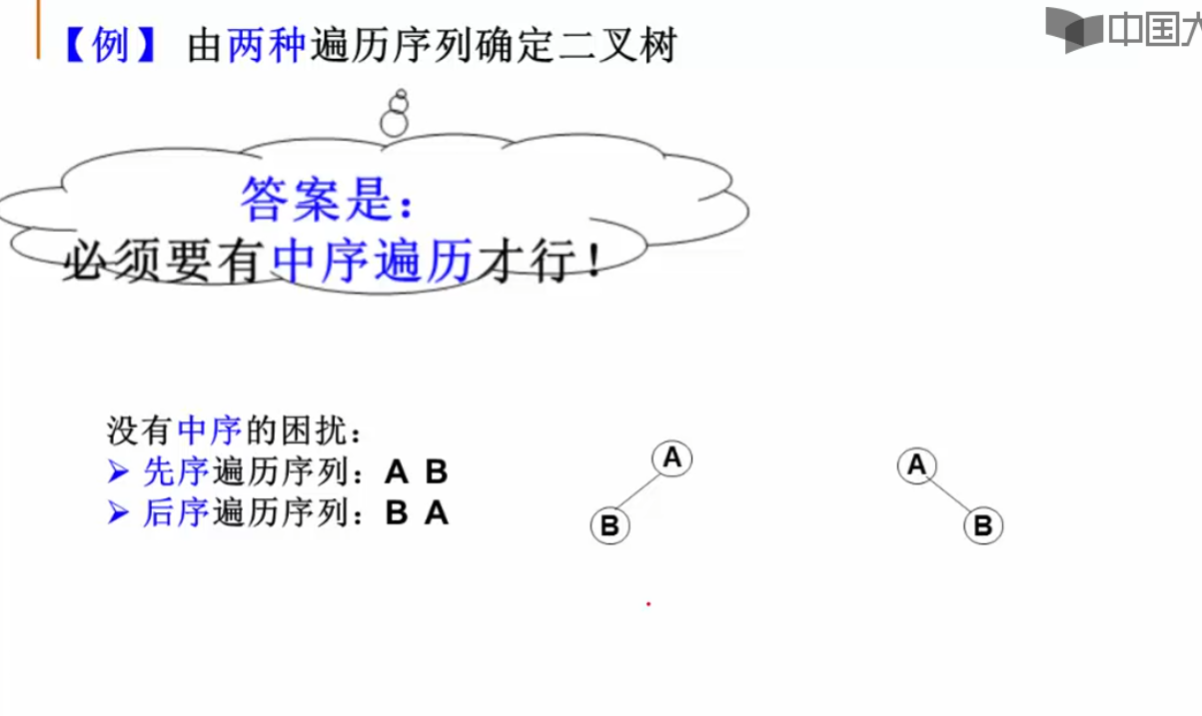 【例】 由两种遍历序列确定二叉树
中国大
答案是：
必须要有中序遍历才行！
没有中序的困扰：
➢ 先序遍历序列：A B
➢ 后序遍历序列：B A
A
B
A
B